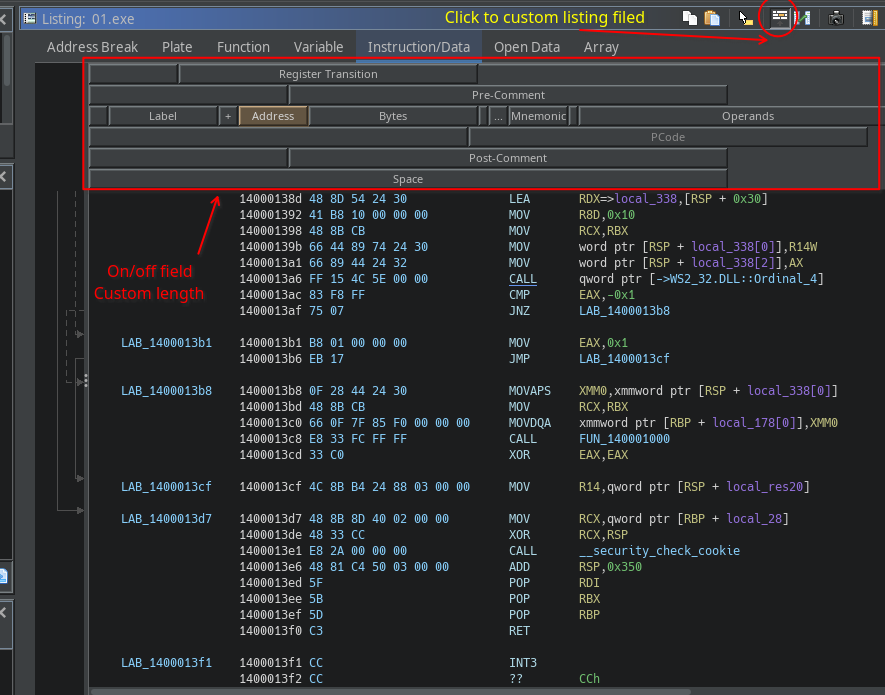 Listing: 01.exe
Click to custom listing filed
Address Break Plate Function Variable Instruction/Data Open Data Array
Register Transition
Pre-Comment
Label + Address Bytes ... Mnemonic Operands
PCode
Post-Comment
Space
14000138d 48 8D 54 24 30 LEA RDX=>local_338,[RSP + 0x30]
140001392 41 B8 10 00 00 00 MOV R8D,0x10
140001398 48 8B CB MOV RCX,RBX
14000139b 66 44 89 74 24 30 MOV word ptr [RSP + local_338[0]],R14W
1400013a1 66 89 44 24 32 MOV word ptr [RSP + local_338[2]],AX
1400013a6 FF 15 4C 5E 00 00 CALL qword ptr [->WS2_32.DLL::Ordinal_4]
1400013ac 83 F8 FF CMP EAX,-0x1
1400013af 75 07 JNZ LAB_1400013b8
On/off field
Custom length
LAB_1400013b1 1400013b1 B8 01 00 00 00 MOV EAX,0x1
1400013b6 EB 17 JMP LAB_1400013cf
LAB_1400013b8 1400013b8 0F 28 44 24 30 MOVAPS XMM0,xmmword ptr [RSP + local_338[0]]
1400013bd 48 8B CB MOV RCX,RBX
1400013c0 66 0F 7F 85 F0 00 00 00 MOVDQA xmmword ptr [RBP + local_178[0]],XMM0
1400013c8 E8 33 FC FF FF CALL FUN_140001000
1400013cd 33 C0 XOR EAX,EAX
LAB_1400013cf 1400013cf 4C 8B B4 24 88 03 00 00 MOV R14,qword ptr [RSP + local_res20]
LAB_1400013d7 1400013d7 48 8B 8D 40 02 00 00 MOV RCX,qword ptr [RBP + local_28]
1400013de 48 33 CC XOR RCX,RSP
1400013e1 E8 2A 00 00 00 CALL __security_check_cookie
1400013e6 48 81 C4 50 03 00 00 ADD RSP,0x350
1400013ed 5F POP RDI
1400013ee 5B POP RBX
1400013ef 5D POP RBP
1400013f0 C3 RET
LAB_1400013f1 1400013f1 CC INT3
1400013f2 CC ?? CCh